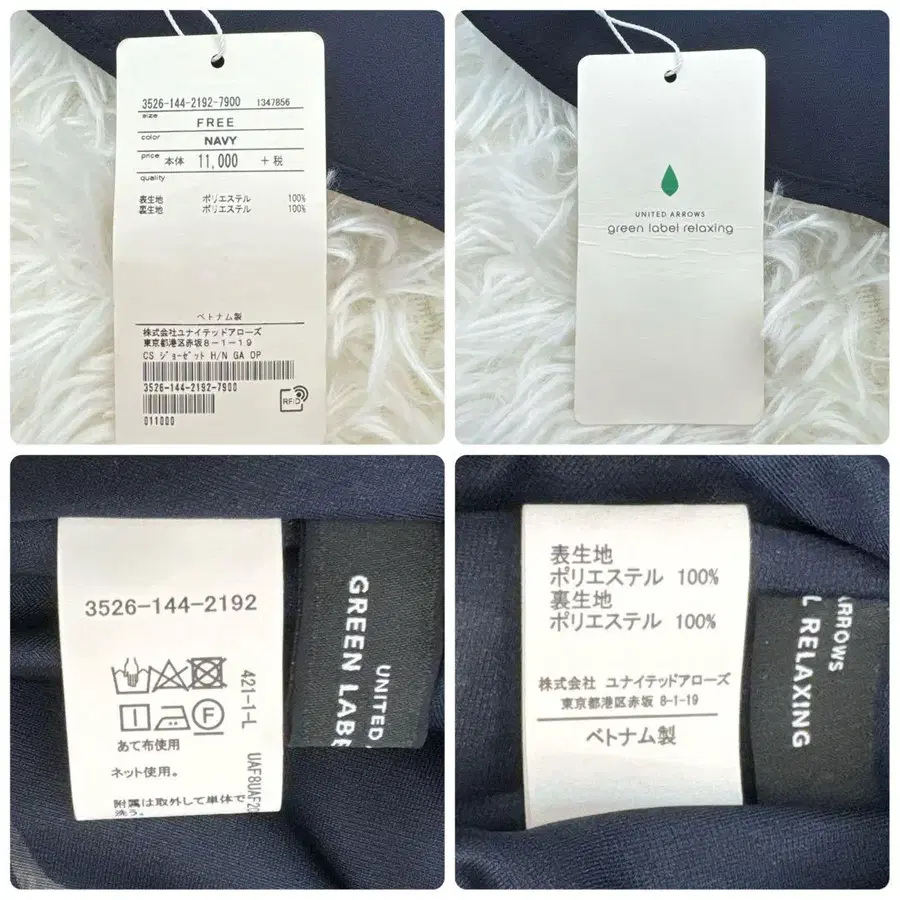 3526-144-2192-7900 1347856
size
FREE
color
NAVY
price 本体 11,000 +税
quality
表生地 ポリエステル 100%
裏生地 ポリエステル 100%
ベトナム製
株式会社ユナイテッドアローズ
東京都港区赤坂8-1-19
CS ジョーゼット H/N GA OP
3526-144-2192-7900
RFID
011000
UNITED ARROWS
green label relaxing
3526-144-2192
F
あて布使用
ネット使用。
附属は取外して単体で
洗う。
421-1-L
GREEN LABE
UNITED
表生地
ポリエステル 100%
裏生地
ポリエステル 100%
株式会社 ユナイテッドアローズ
東京都港区赤坂 8-1-19
ベトナム製
ARROWS
L RELAXING